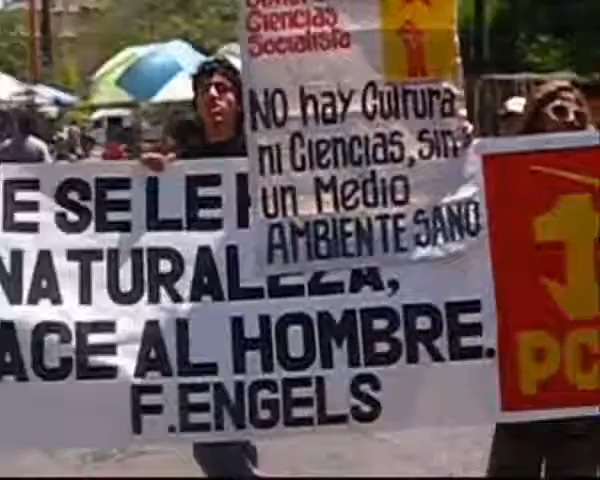 Ciencias
Socialista
NO hay Cultura
ni Ciencias, sin
un Medio
AMBIENTE SANO
E SE LE
NATURALEZA,
ACE AL HOMBRE.
F.ENGELS
1
PC